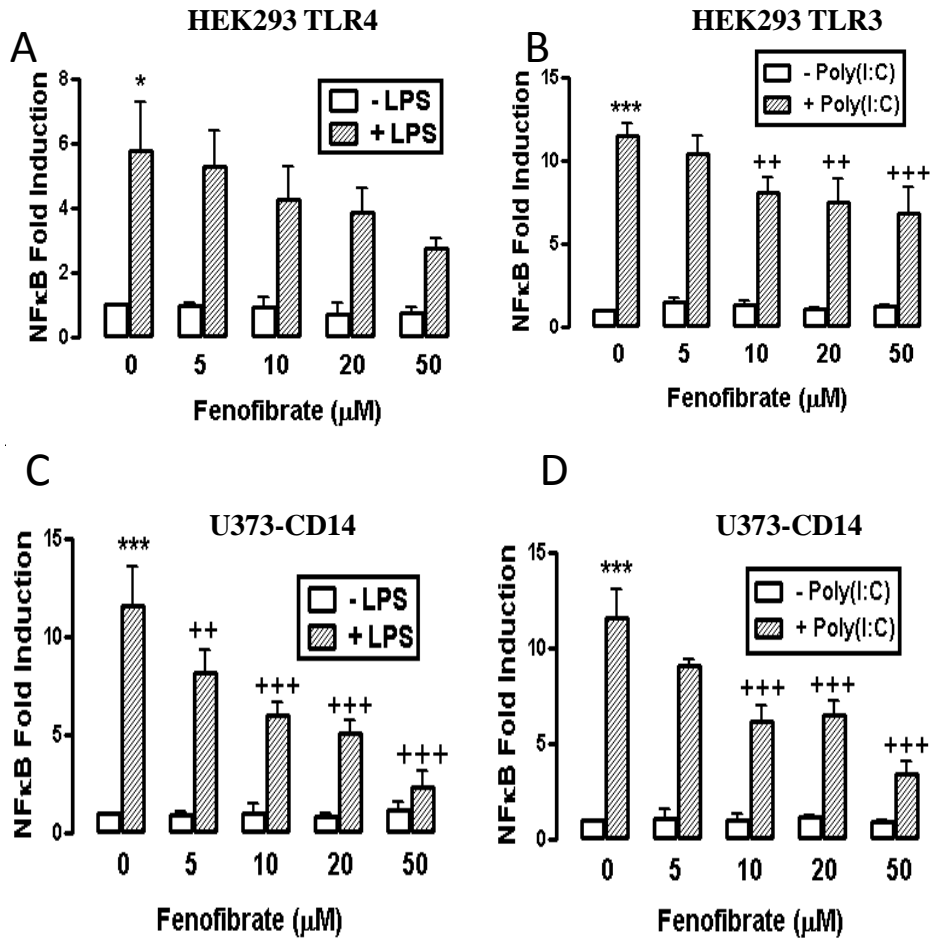 HEK293 TLR4
HEK293 TLR3
A
B
NFκB Fold Induction
8
6
4
2
0
*
- LPS
+ LPS
0 5 10 20 50
Fenofibrate (µM)
NFκB Fold Induction
15
10
5
0
***
++
++
+++
- Poly(I:C)
+ Poly(I:C)
0 5 10 20 50
Fenofibrate (µM)
C
D
U373-CD14
U373-CD14
NFκB Fold Induction
15
10
5
0
***
++
+++
+++
+++
- LPS
+ LPS
0 5 10 20 50
Fenofibrate (µM)
NFκB Fold Induction
15
10
5
0
***
+++
+++
+++
- Poly(I:C)
+ Poly(I:C)
0 5 10 20 50
Fenofibrate (µM)